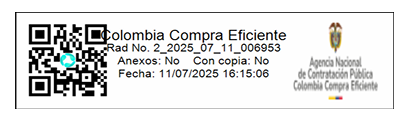 Colombia Compra Eficiente
Rad No. 2_2025_07_11_006953
Anexos: No Con copia: No
Fecha: 11/07/2025 16:15:06
Agencia Nacional
de Contratación Pública
Colombia Compra Eficiente